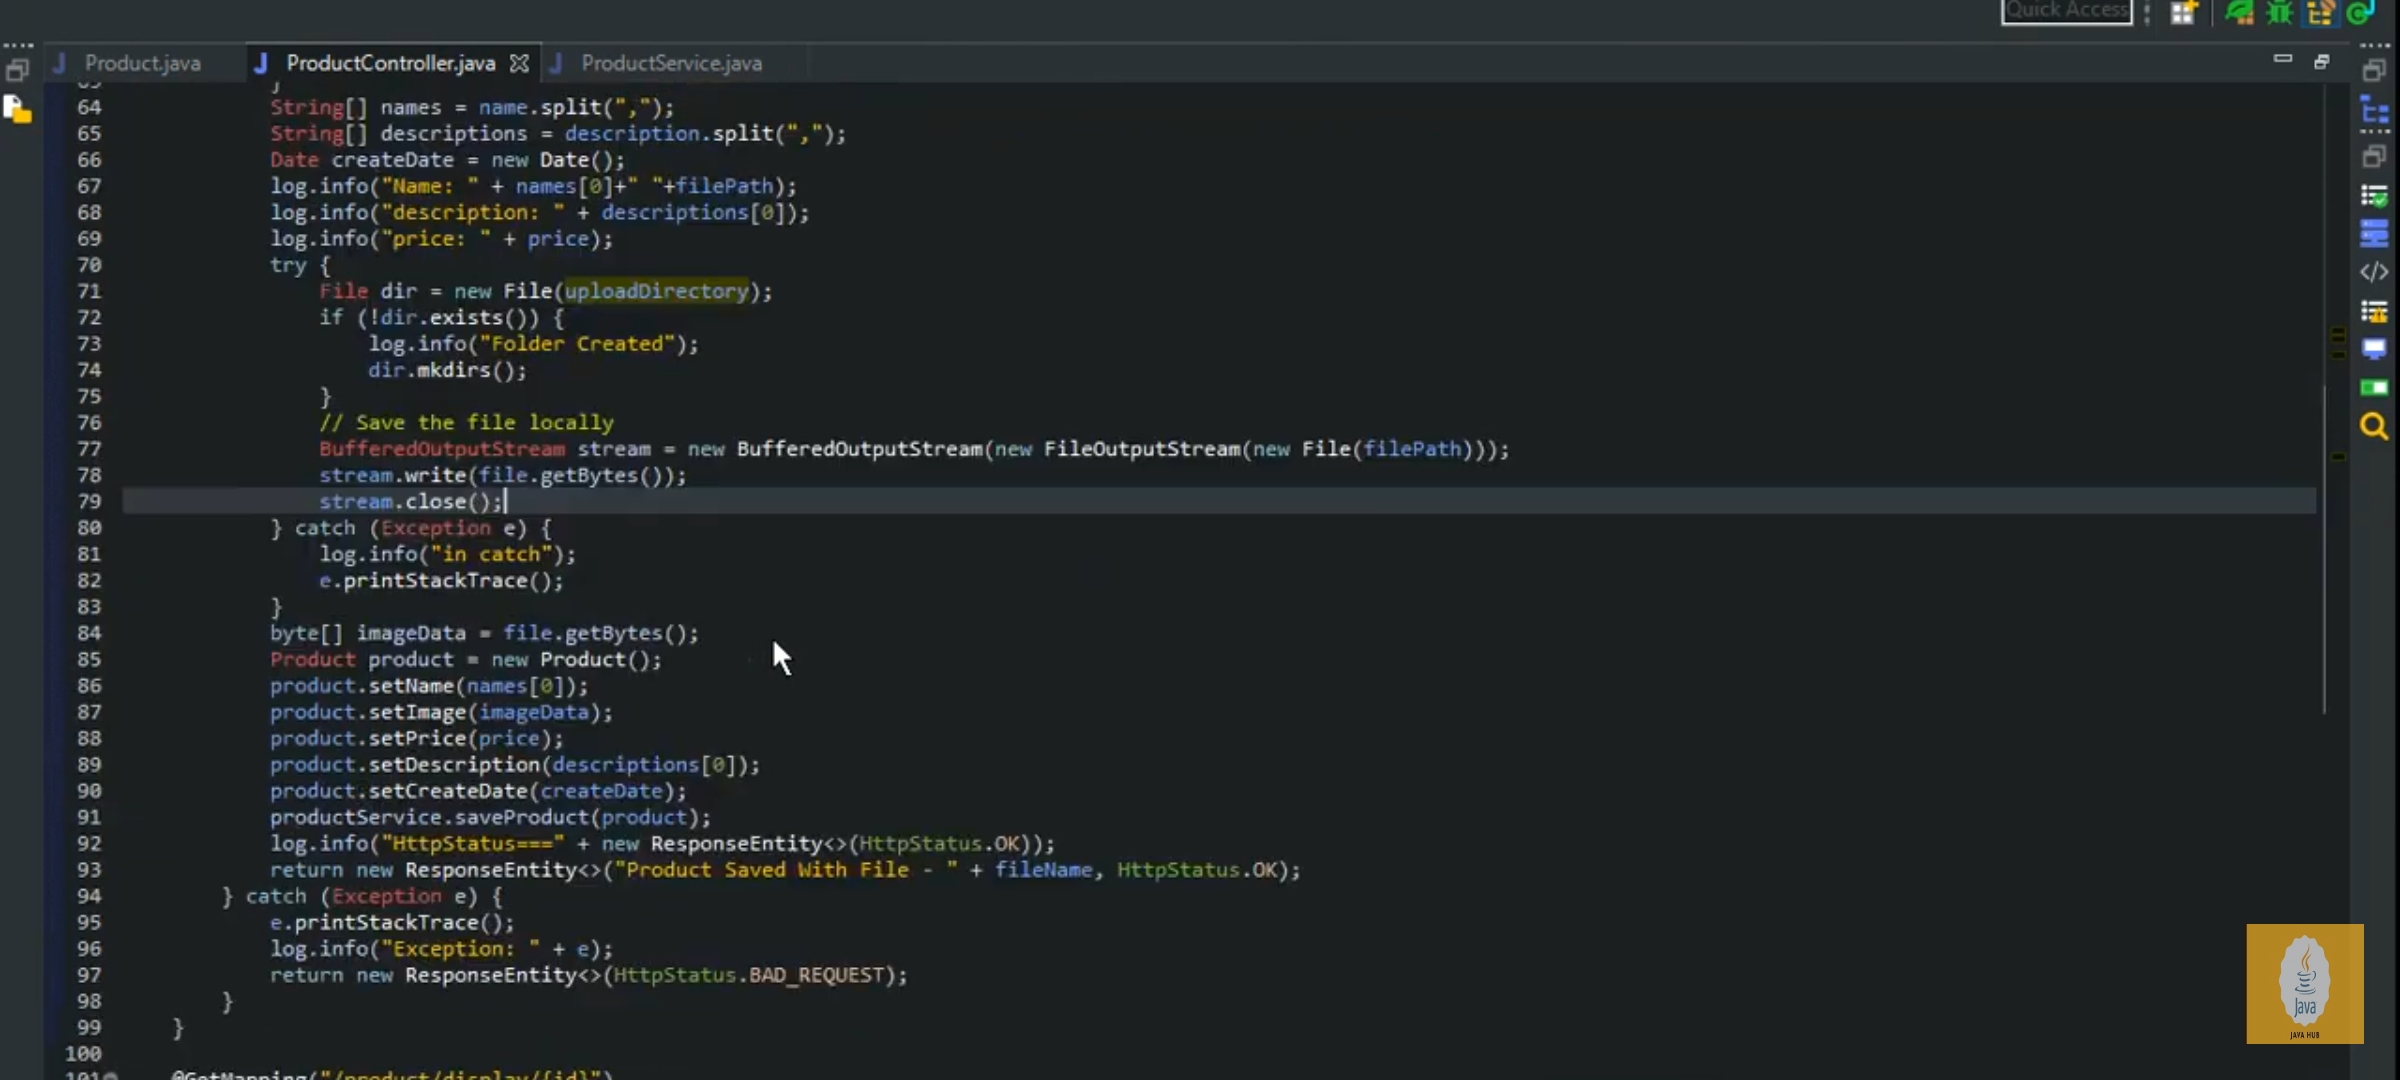 Quick Access
Product.java
ProductController.java
ProductService.java
64 String[] names = name.split(",");
65 String[] descriptions = description.split(",");
66 Date createDate = new Date();
67 log.info("Name: " + names[0]+" "+filePath);
68 log.info("description: " + descriptions[0]);
69 log.info("price: " + price);
70 try {
71 File dir = new File(uploadDirectory);
72 if (!dir.exists()) {
73 log.info("Folder Created");
74 dir.mkdirs();
75 }
76 // Save the file locally
77 BufferedOutputStream stream = new BufferedOutputStream(new FileOutputStream(new File(filePath)));
78 stream.write(file.getBytes());
79 stream.close();
80 } catch (Exception e) {
81 log.info("in catch");
82 e.printStackTrace();
83 }
84 byte[] imageData = file.getBytes();
85 Product product = new Product();
86 product.setName(names[0]);
87 product.setImage(imageData);
88 product.setPrice(price);
89 product.setDescription(descriptions[0]);
90 product.setCreateDate(createDate);
91 productService.saveProduct(product);
92 log.info("HttpStatus===" + new ResponseEntity<>(HttpStatus.OK));
93 return new ResponseEntity<>("Product Saved With File - " + fileName, HttpStatus.OK);
94 } catch (Exception e) {
95 e.printStackTrace();
96 log.info("Exception: " + e);
97 return new ResponseEntity<>(HttpStatus.BAD_REQUEST);
98 }
99 }
100
101 @GetMapping("/product/display/{id}")
Java
JAVA HUB